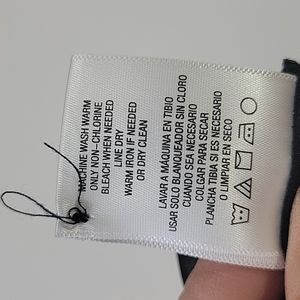 MACHINE WASH WARM
ONLY NON-CHLORINE
BLEACH WHEN NEEDED
LINE DRY
WARM IRON IF NEEDED
OR DRY CLEAN
LAVAR A MAQUINA EN TIBIO
USAR SOLO BLANQUEADOR SIN CLORO
CUANDO SEA NECESARIO
COLGAR PARA SECAR
PLANCHA TIBIA SI ES NECESARIO
O LIMPIAR EN SECO